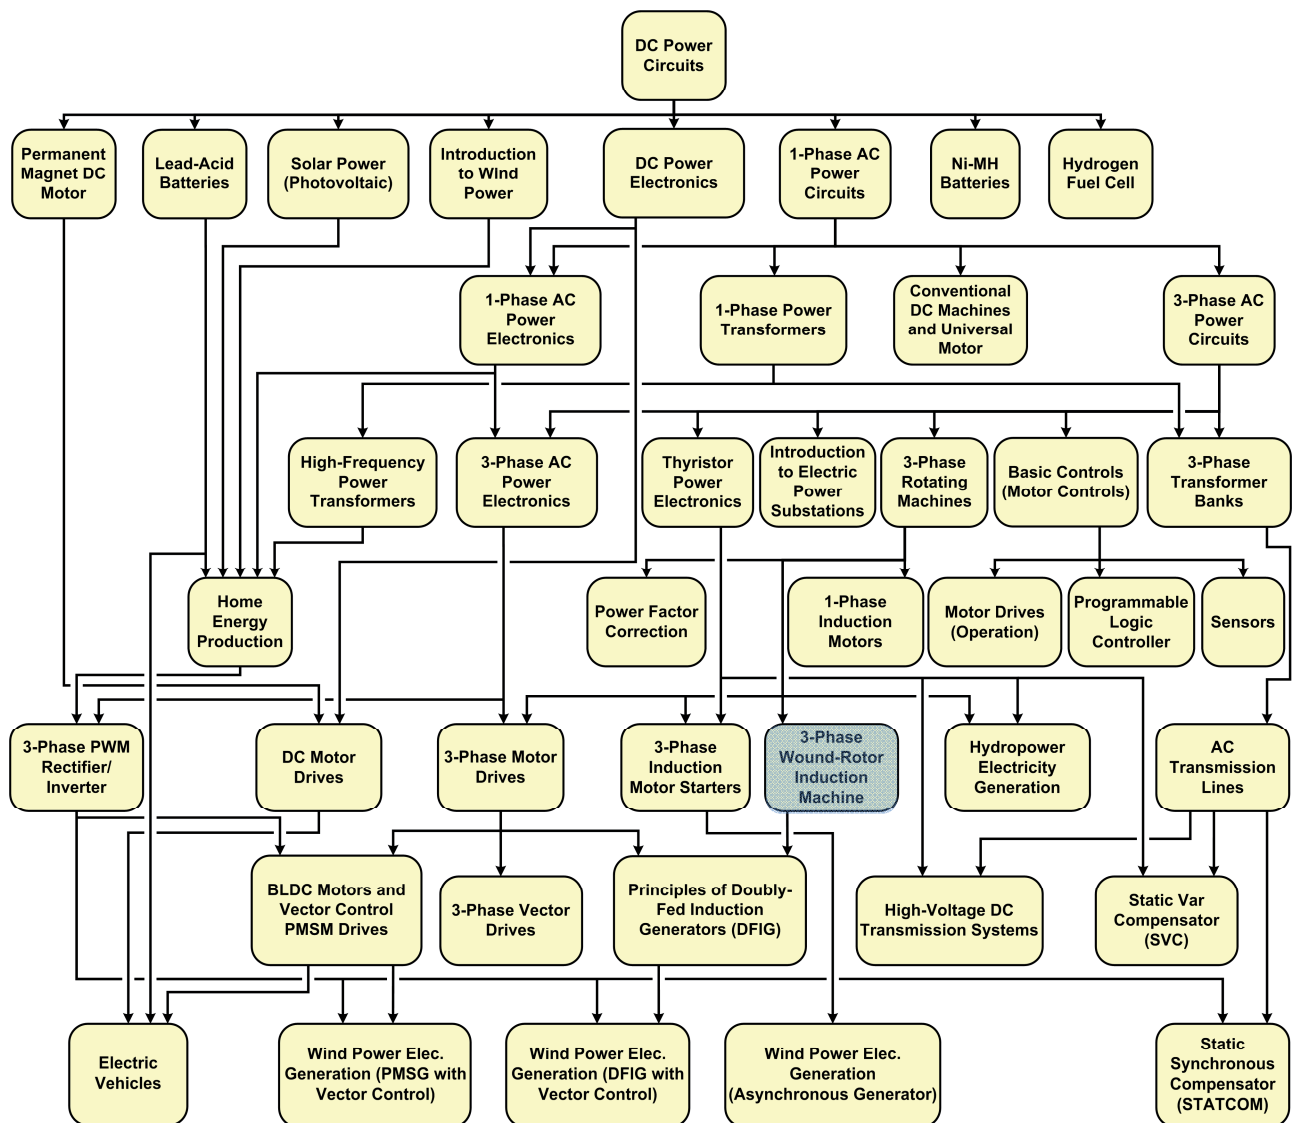 DC Power
Circuits
Permanent
Magnet DC
Motor
Lead-Acid
Batteries
Solar Power
(Photovoltaic)
Introduction
to WInd
Power
DC Power
Electronics
1-Phase AC
Power
Circuits
Ni-MH
Batteries
Hydrogen
Fuel Cell
1-Phase AC
Power
Electronics
1-Phase Power
Transformers
Conventional
DC Machines
and Universal
Motor
3-Phase AC
Power
Circuits
High-Frequency
Power
Transformers
3-Phase AC
Power
Electronics
Thyristor
Power
Electronics
Introduction
to Electric
Power
Substations
3-Phase
Rotating
Machines
Basic Controls
(Motor Controls)
3-Phase
Transformer
Banks
Home
Energy
Production
Power Factor
Correction
1-Phase
Induction
Motors
Motor Drives
(Operation)
Programmable
Logic
Controller
Sensors
3-Phase PWM
Rectifier/
Inverter
DC Motor
Drives
3-Phase Motor
Drives
3-Phase
Induction
Motor Starters
3-Phase
Wound-Rotor
Induction
Machine
Hydropower
Electricity
Generation
AC
Transmission
Lines
BLDC Motors and
Vector Control
PMSM Drives
3-Phase Vector
Drives
Principles of Doubly-
Fed Induction
Generators (DFIG)
High-Voltage DC
Transmission Systems
Static Var
Compensator
(SVC)
Electric
Vehicles
Wind Power Elec.
Generation (PMSG with
Vector Control)
Wind Power Elec.
Generation (DFIG with
Vector Control)
Wind Power Elec.
Generation
(Asynchronous Generator)
Static
Synchronous
Compensator
(STATCOM)